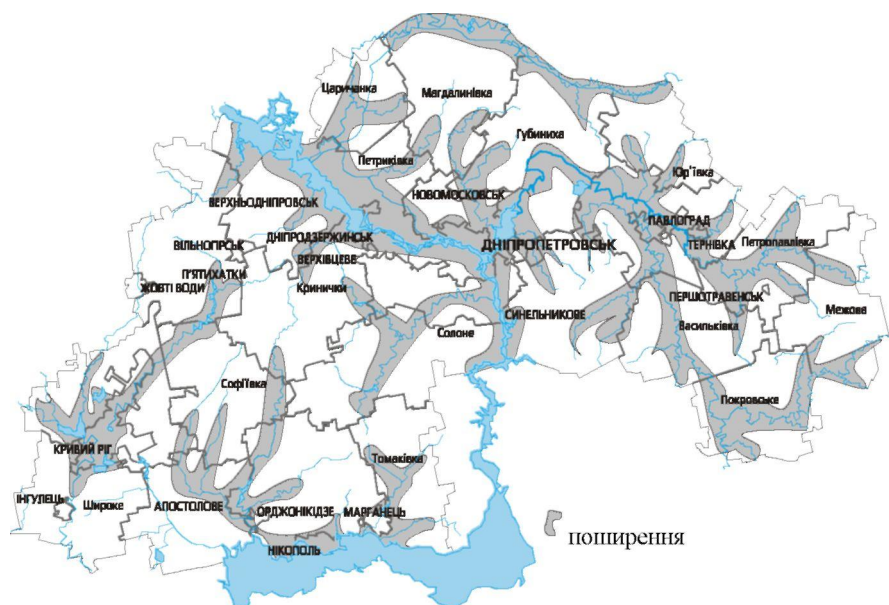 Царичанка
Магдалинівка
Губиниха
Петриківка
Юр'ївка
НОВОМОСКОВСЬК
ВЕРХНЬОДНІПРОВСЬК
ПАВЛОГРАД
ДНІПРОДЗЕРЖИНСЬК
ДНІПРОПЕТРОВСЬК
ТЕРНІВКА
Петропавлівка
ВІЛЬНОГІРСЬК
ВЕРХІВЦЕВЕ
П'ЯТИХАТКИ
ЖОВТІ ВОДИ
Кринички
ПЕРШОТРАВЕНСЬК
Межова
СИНЕЛЬНИКОВЕ
Васильківка
Солоне
Софіївка
Покровське
КРИВИЙ РІГ
Томаківка
ІНГУЛЕЦЬ
Широке
АПОСТОЛОВЕ
ОРДЖОНІКІДЗЕ
МАРГАНЕЦЬ
НІКОПОЛЬ
поширення